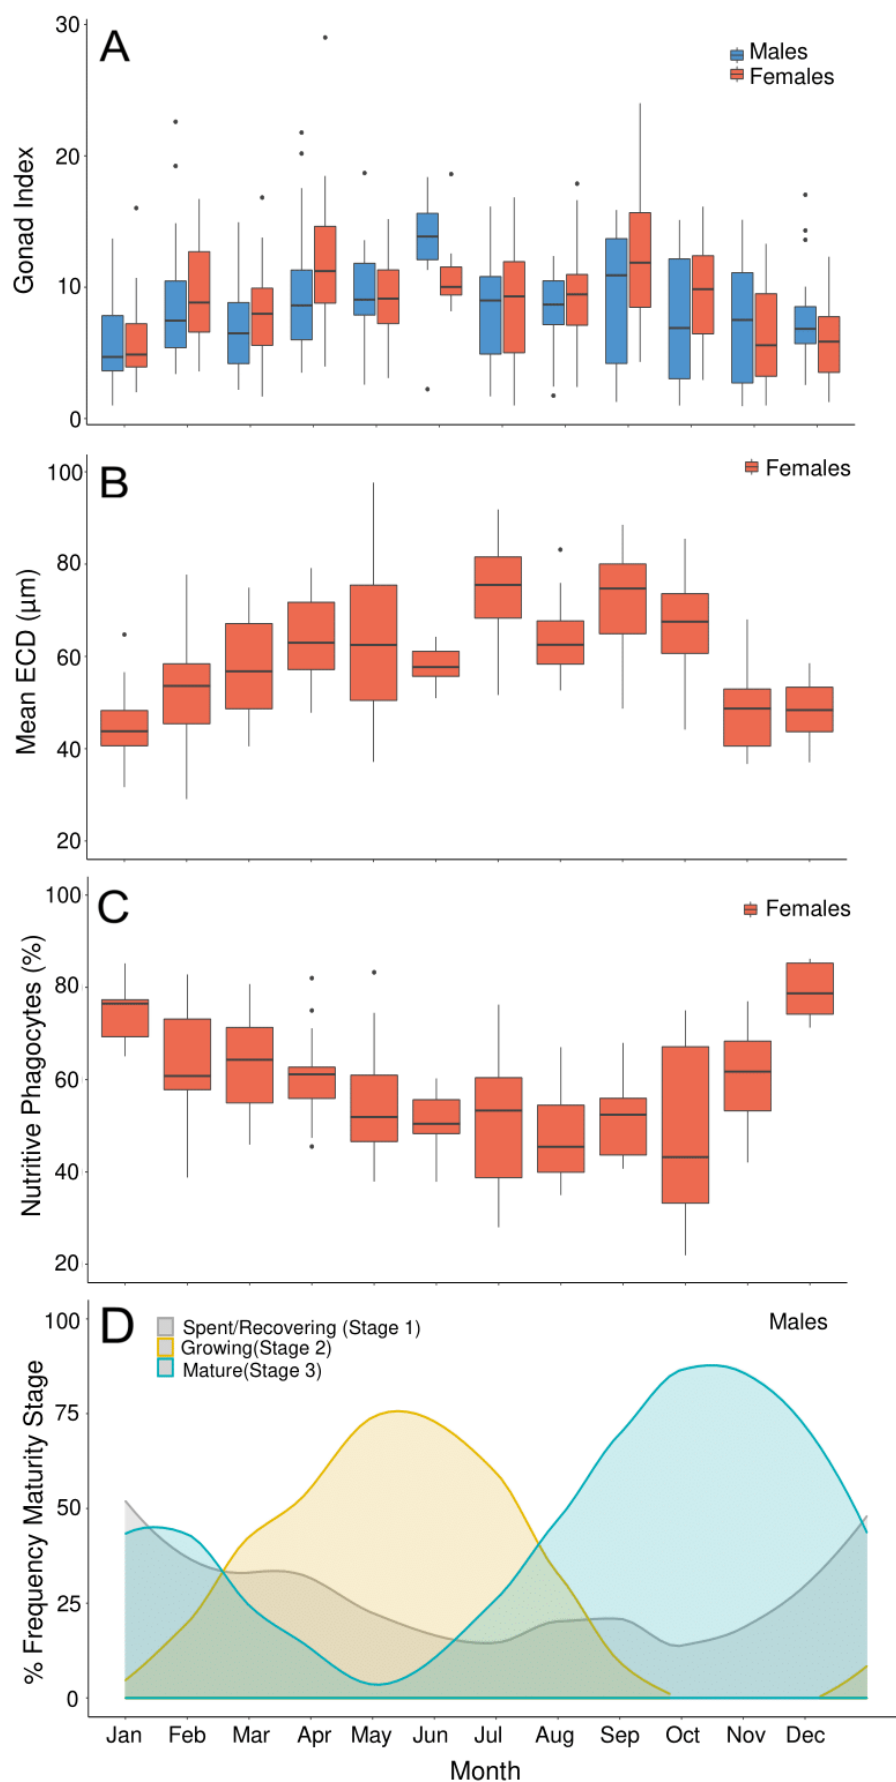 A
Males
Females
Gonad Index
30
20
10
0
B
Females
Mean ECD (µm)
100
80
60
40
20
C
Females
Nutritive Phagocytes (%)
100
80
60
40
20
D
Spent/Recovering (Stage 1)
Growing(Stage 2)
Mature(Stage 3)
Males
% Frequency Maturity Stage
100
75
50
25
0
Jan Feb Mar Apr May Jun Jul Aug Sep Oct Nov Dec
Month